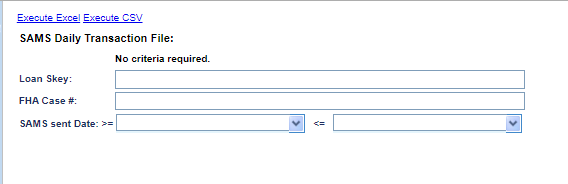 Execute Excel Execute CSV
SAMS Daily Transaction File:
No criteria required.
Loan Skey:
FHA Case #:
SAMS sent Date: >= <=